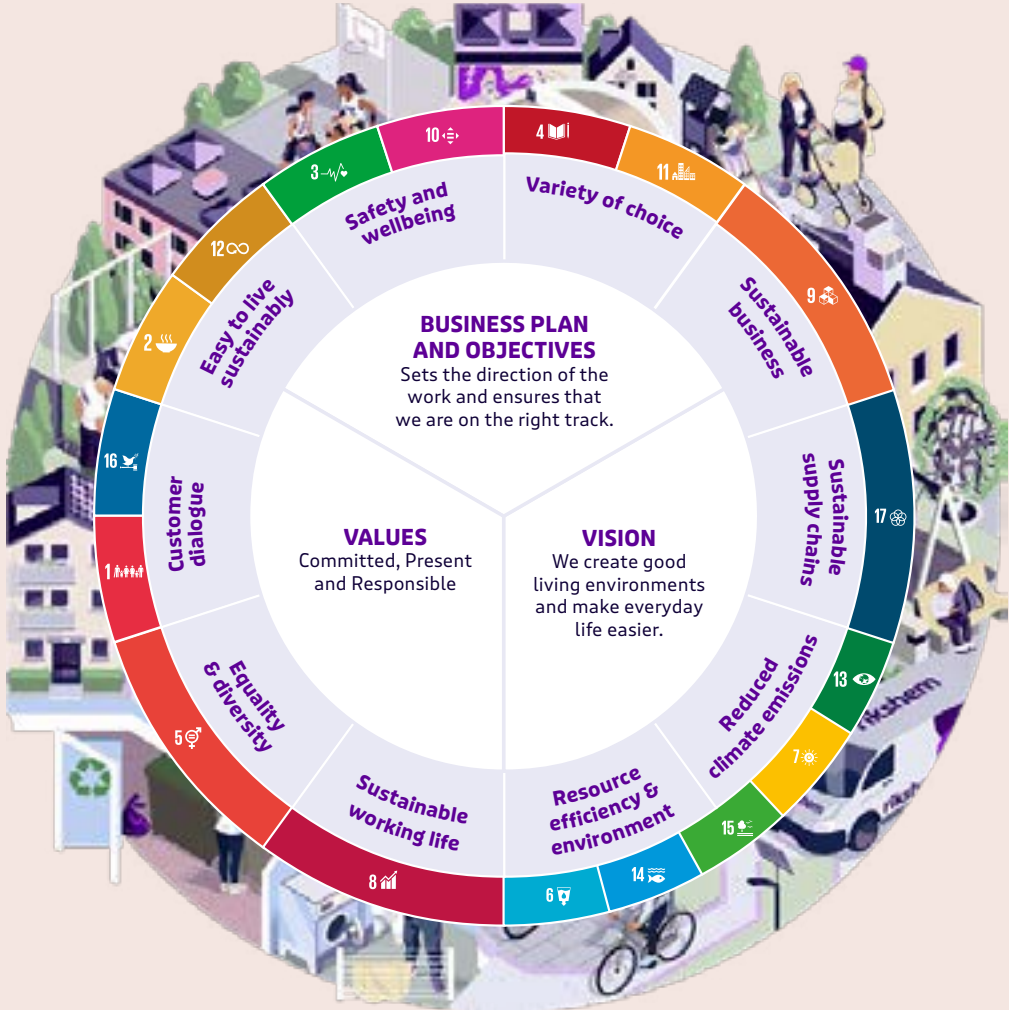 10
4
3
11
Safety and
wellbeing
Variety of choice
12
Easy to live
sustainably
Sustainable
business
9
2
BUSINESS PLAN
AND OBJECTIVES
Sets the direction of the
work and ensures that
we are on the right track.
16
Customer
dialogue
Sustainable
supply chains
17
1
VALUES
Committed, Present
and Responsible
VISION
We create good
living environments
and make everyday
life easier.
Equality
& diversity
5
Reduced
climate emissions
13
7
rikshem
Sustainable
working life
Resource
efficiency &
environment
15
14
8
6